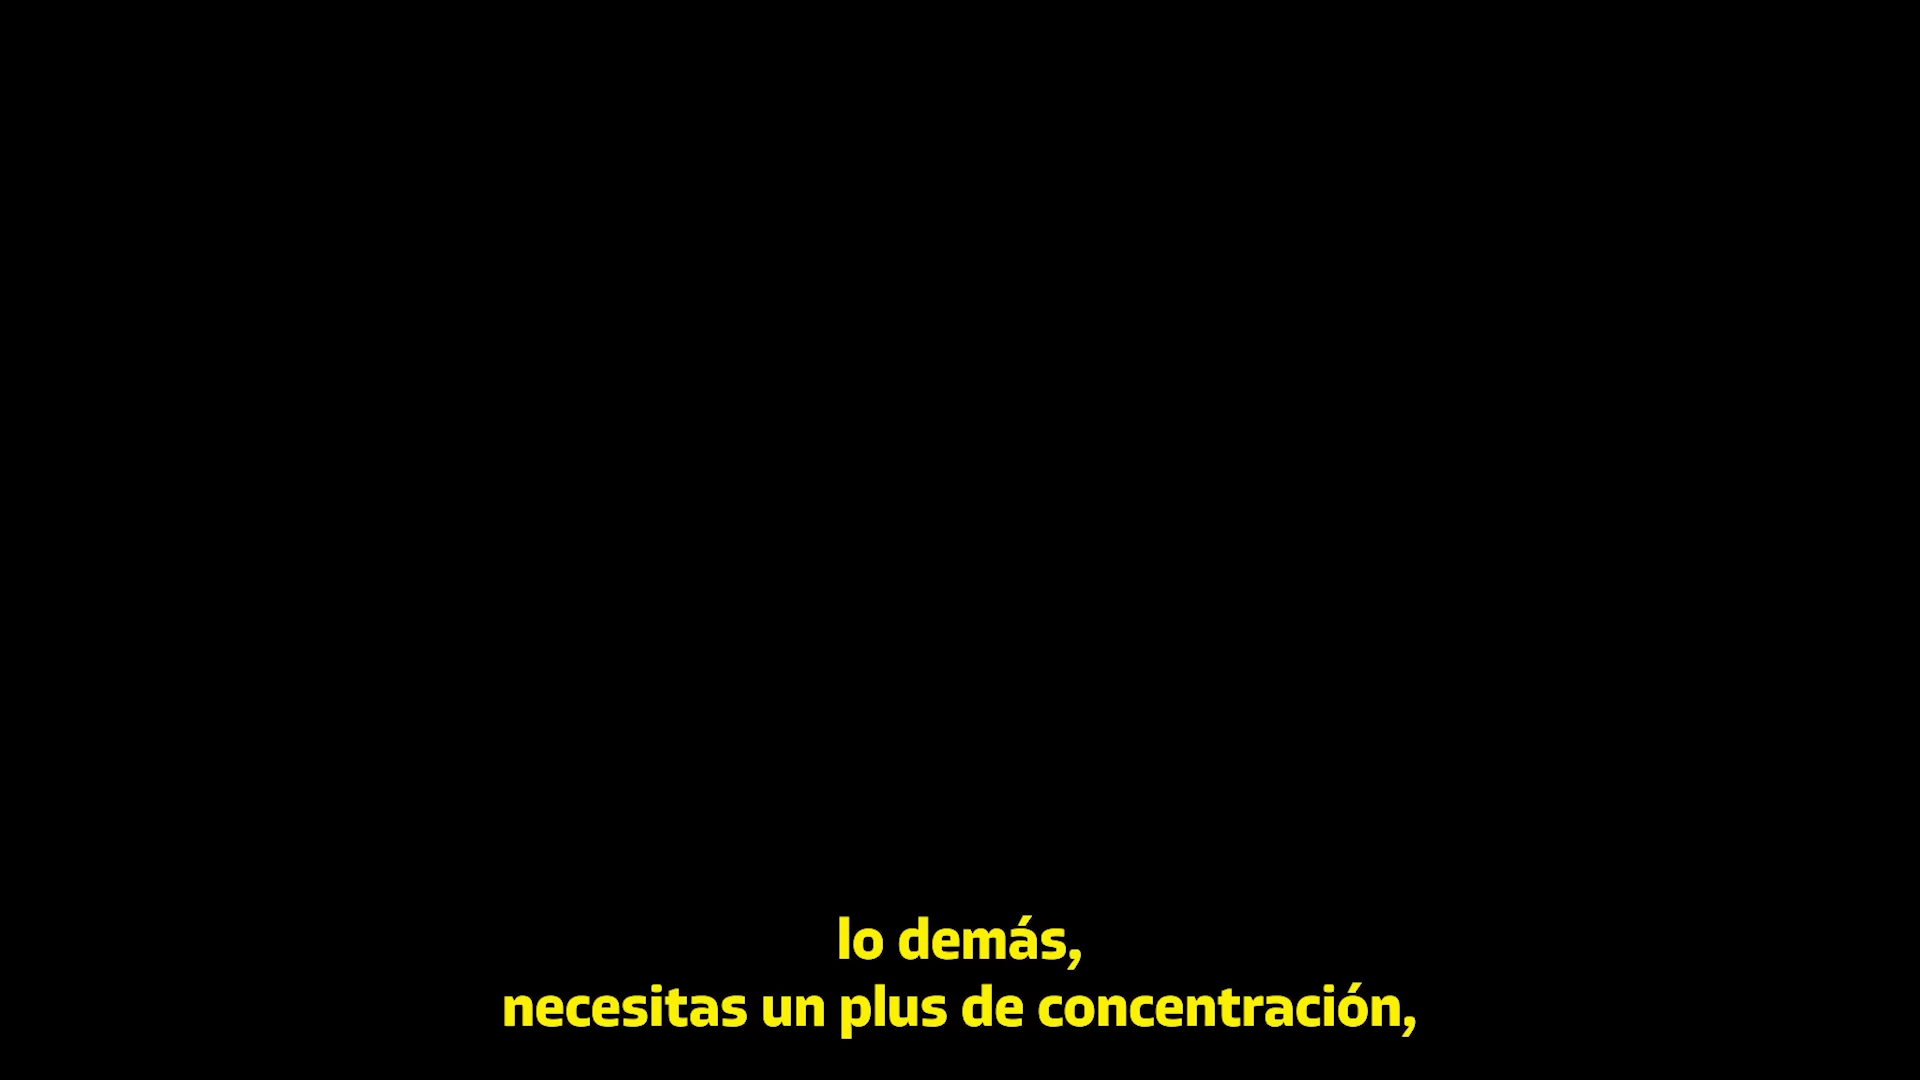 lo demás,
necesitas un plus de concentración,